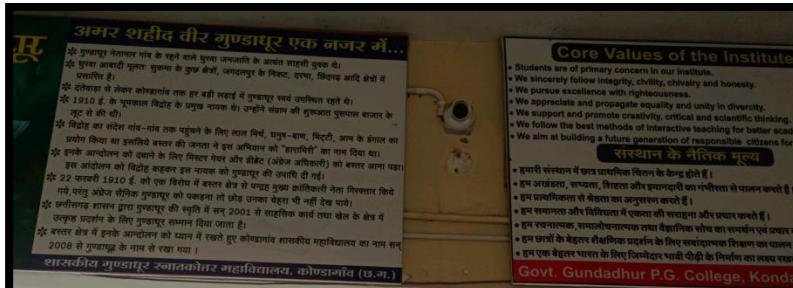 अमर शहीद वीर गुण्डाधूर एक नजर में...
गुण्डाधूर नेतानार गांव के रहने वाले धुरवा जनजाति के अत्यंत साहसी युवक थे।
धुरवा आबादी मूलतः सुकमा के कुछ क्षेत्रों, जगदलपुर के निकट, दरभा, छिंदगढ़ आदि क्षेत्रों में
प्रसारित है।
दंतेवाड़ा से लेकर कोण्डागांव तक हर बड़ी लड़ाई में गुण्डाधूर स्वयं उपस्थित रहते थे।
1910 ई. के भूमकाल विद्रोह के प्रमुख नायक थे। उन्होंने संग्राम की शुरूआत पुसपाल बाजार के
लूट से की थी।
विद्रोह का संदेश गांव-गांव तक पहुंचने के लिए लाल मिर्च, धनुष-बाण, मिट्टी, आम के डंगाल का
प्रयोग किया था इसलिये बस्तर की जनता ने इस अभियान को "डारामिरी" का नाम दिया था।
इनके आन्दोलन को दबाने के लिए मिस्टर गेयर और डीब्रेट (अंग्रेज अधिकारी) को बस्तर आना पड़ा।
इस आंदोलन को विद्रोह कहकर इस नायक को गुण्डाधूर की उपाधि दी गई।
22 फरवरी 1910 ई. को एक विरोध में बस्तर क्षेत्र से पन्द्रह मुख्य क्रांतिकारी नेता गिरफ्तार किये
गये, परंतु अंग्रेज सैनिक गुण्डाधूर को पकड़ना तो छोड़ उनका चेहरा भी नहीं देख पाये।
छत्तीसगढ़ शासन द्वारा गुण्डाधूर की स्मृति में सन् 2001 से साहसिक कार्य तथा खेल के क्षेत्र में
उत्कृष्ट प्रदर्शन के लिए गुण्डाधूर सम्मान दिया जाता है।
बस्तर क्षेत्र में इनके आन्दोलन को ध्यान में रखते हुए कोण्डागांव शासकीय महाविद्यालय का नाम सन्
2008 से गुण्डाधूर के नाम से रखा गया।
शासकीय गुण्डाधूर स्नातकोत्तर महाविद्यालय, कोण्डागाँव (छ.ग.)
Core Values of the Institute
Students are of primary concern in our institute.
We sincerely follow integrity, civility, chivalry and honesty.
We pursue excellence with righteousness.
We appreciate and propagate equality and unity in diversity.
We support and promote creativity, critical and scientific thinking.
We follow the best methods of interactive teaching for better acad
We aim at building a future generation of responsible citizens for
संस्थान के नैतिक मूल्य
हमारी संस्थान में छात्र प्राथमिक चिंतन के केन्द्र होते हैं।
हम अखंडता, सभ्यता, शिष्टता और इमानदारी का गंभीरता से पालन करते हैं
हम प्राथमिकता से श्रेष्ठता का अनुसरण करते हैं।
हम समानता और विविधिता में एकता की सराहना और प्रचार करते हैं।
हम रचनात्मक, समालोचनात्मक तथा वैज्ञानिक सोच का समर्थन एवं प्रचार
हम छात्रों के बेहतर शैक्षणिक प्रदर्शन के लिए सवांदात्मक शिक्षण का पालन
हम एक बेहतर भारत के लिए जिम्मेदार भावी पीढ़ी के निर्माण का लक्ष्य रख
Govt. Gundadhur P.G. College, Konda